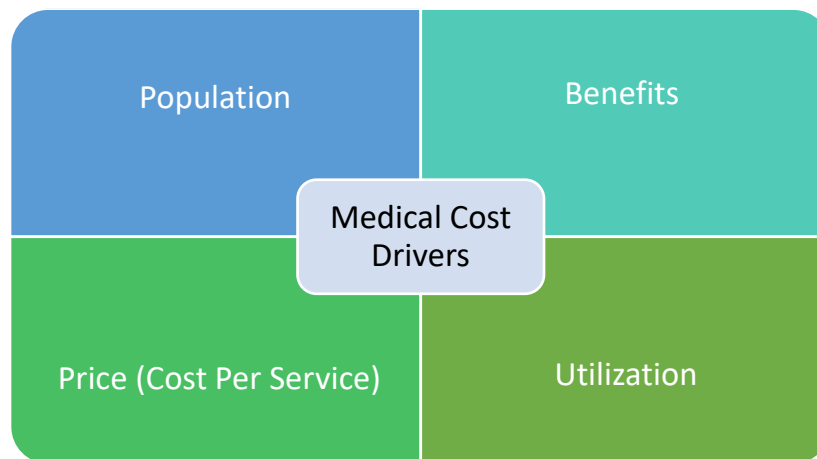 Population
Benefits
Medical Cost
Drivers
Price (Cost Per Service)
Utilization